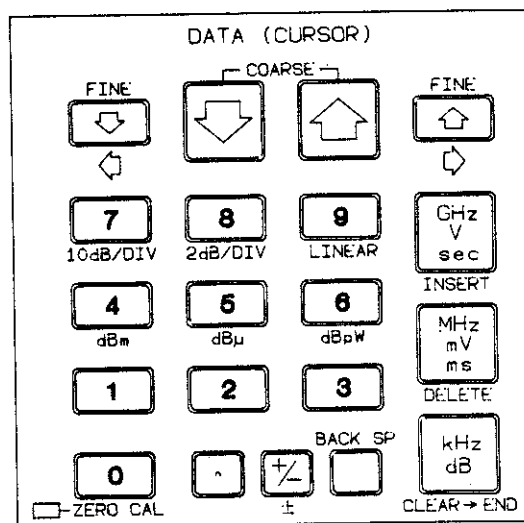 DATA (CURSOR)
COARSE
FINE
FINE
7
8
9
GHz
V
sec
10dB/DIV
2dB/DIV
LINEAR
INSERT
4
5
6
MHz
mV
ms
dBm
dBμ
dBpW
DELETE
1
2
3
BACK SP
kHz
dB
0
.
+/-
ZERO CAL
±
CLEAR → END